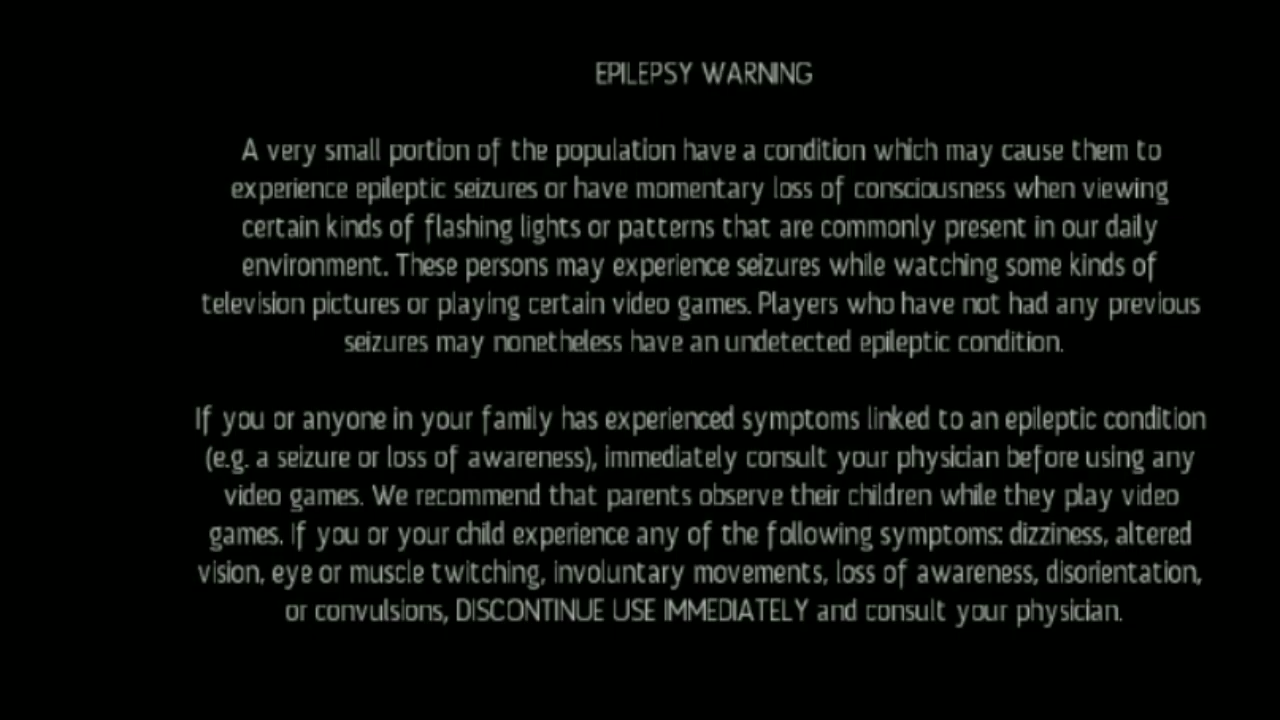 EPILEPSY WARNING
A very small portion of the population have a condition which may cause them to
experience epileptic seizures or have momentary loss of consciousness when viewing
certain kinds of flashing lights or patterns that are commonly present in our daily
environment. These persons may experience seizures while watching some kinds of
television pictures or playing certain video games. Players who have not had any previous
seizures may nonetheless have an undetected epileptic condition.
If you or anyone in your family has experienced symptoms linked to an epileptic condition
(e.g. a seizure or loss of awareness), immediately consult your physician before using any
video games. We recommend that parents observe their children while they play video
games. If you or your child experience any of the following symptoms: dizziness, altered
vision, eye or muscle twitching, involuntary movements, loss of awareness, disorientation,
or convulsions, DISCONTINUE USE IMMEDIATELY and consult your physician.